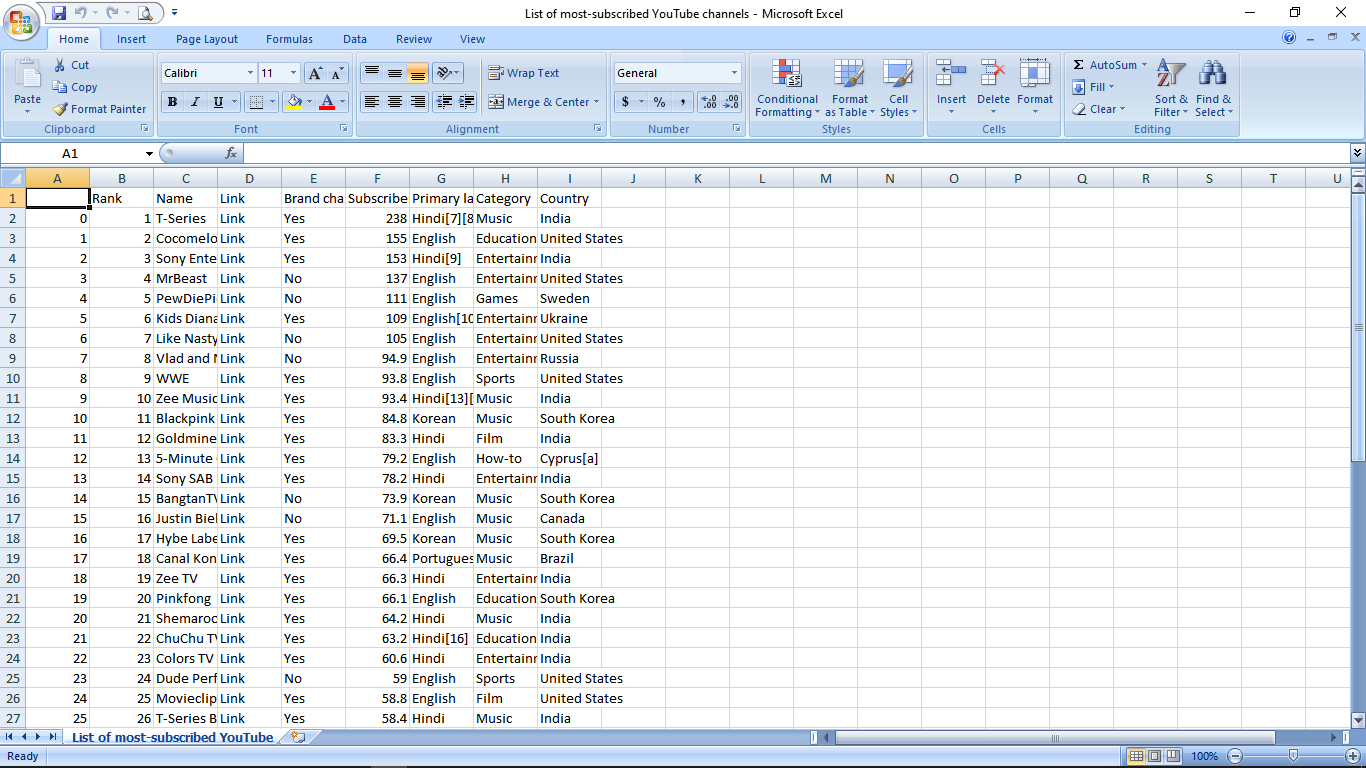 List of most-subscribed YouTube channels - Microsoft Excel
Home Insert Page Layout Formulas Data Review View
Paste Cut Copy Format Painter Clipboard
Calibri 11 A A B I U A Font
Wrap Text Merge & Center Alignment
General $ % , .0 .00 .00 .0 Number
Conditional Formatting Format as Table Cell Styles Styles
Insert Delete Format Cells
Σ AutoSum Fill Clear Sort & Filter Find & Select Editing
A1 fx
A B C D E F G H I J K L M N O P Q R S T U
1 Rank Name Link Brand cha Subscribe Primary la Category Country
2 0 1 T-Series Link Yes 238 Hindi[7][8 Music India
3 1 2 Cocomelo Link Yes 155 English Education United States
4 2 3 Sony Ente Link Yes 153 Hindi[9] Entertainn India
5 3 4 MrBeast Link No 137 English Entertainn United States
6 4 5 PewDiePi Link No 111 English Games Sweden
7 5 6 Kids Diana Link Yes 109 English[10 Entertainn Ukraine
8 6 7 Like Nasty Link No 105 English Entertainn United States
9 7 8 Vlad and N Link No 94.9 English Entertainn Russia
10 8 9 WWE Link Yes 93.8 English Sports United States
11 9 10 Zee Music Link Yes 93.4 Hindi[13][ Music India
12 10 11 Blackpink Link Yes 84.8 Korean Music South Korea
13 11 12 Goldmine Link Yes 83.3 Hindi Film India
14 12 13 5-Minute Link Yes 79.2 English How-to Cyprus[a]
15 13 14 Sony SAB Link Yes 78.2 Hindi Entertainn India
16 14 15 BangtanTV Link No 73.9 Korean Music South Korea
17 15 16 Justin Biel Link No 71.1 English Music Canada
18 16 17 Hybe Labe Link Yes 69.5 Korean Music South Korea
19 17 18 Canal Kon Link Yes 66.4 Portugues Music Brazil
20 18 19 Zee TV Link Yes 66.3 Hindi Entertainn India
21 19 20 Pinkfong Link Yes 66.1 English Education South Korea
22 20 21 Shemaroo Link Yes 64.2 Hindi Music India
23 21 22 ChuChu TV Link Yes 63.2 Hindi[16] Education India
24 22 23 Colors TV Link Yes 60.6 Hindi Entertainn India
25 23 24 Dude Perf Link No 59 English Sports United States
26 24 25 Movieclip Link Yes 58.8 English Film United States
27 25 26 T-Series B Link Yes 58.4 Hindi Music India
List of most-subscribed YouTube
Ready 100%